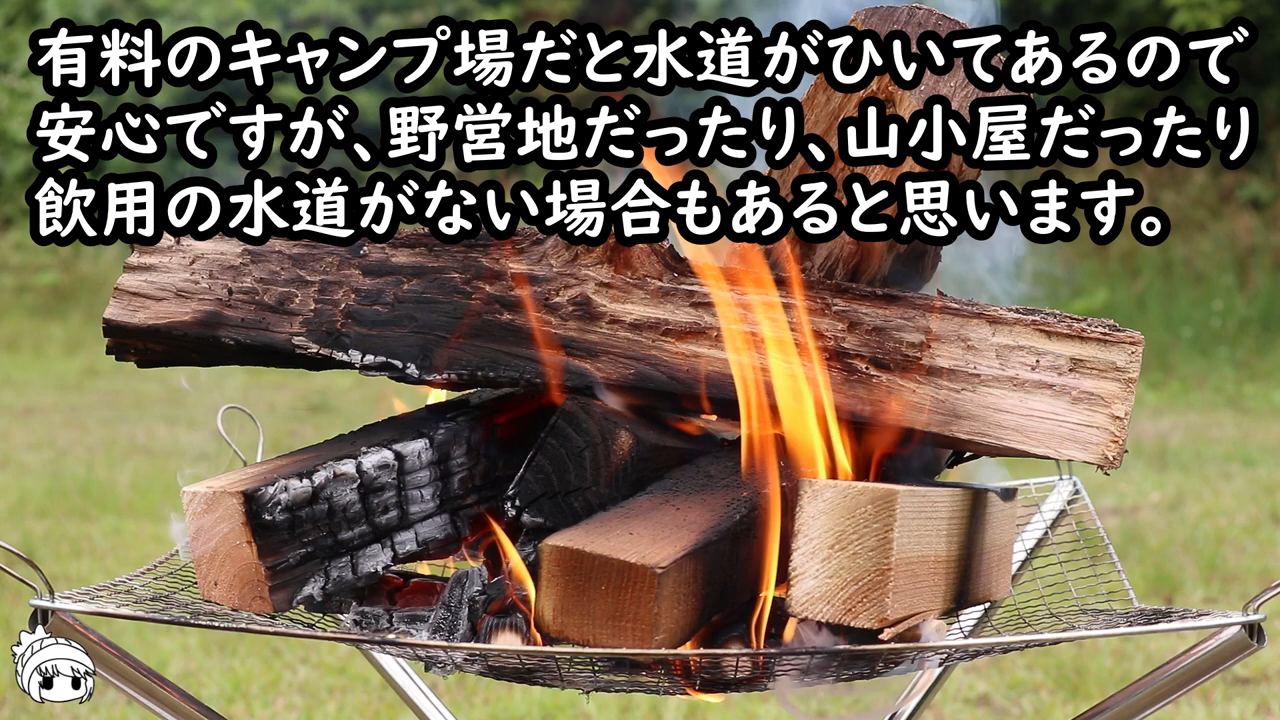 有料のキャンプ場だと水道がひいてあるので
安心ですが、野営地だったり、山小屋だったり
飲用の水道がない場合もあると思います。